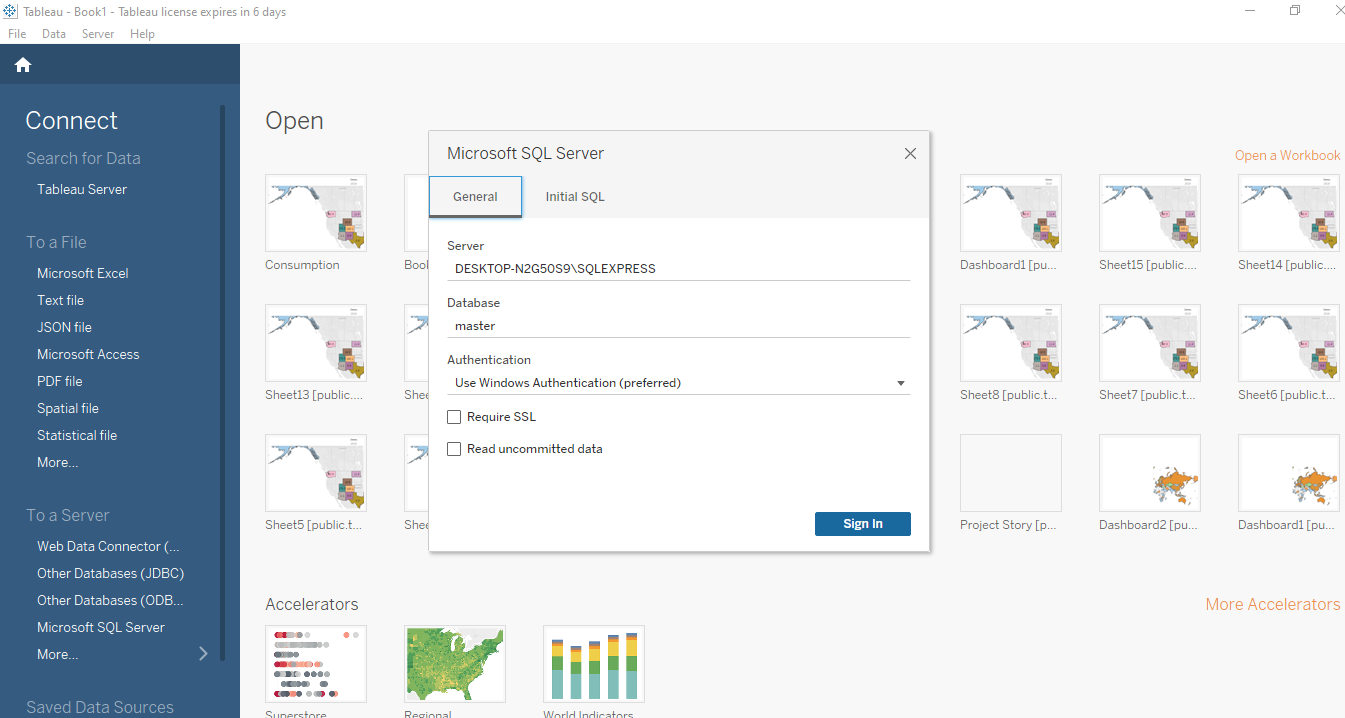 Tableau - Book1 - Tableau license expires in 6 days
File Data Server Help
Connect
Search for Data
Tableau Server
To a File
Microsoft Excel
Text file
JSON file
Microsoft Access
PDF file
Spatial file
Statistical file
More...
To a Server
Web Data Connector (...
Other Databases (JDBC)
Other Databases (ODB...
Microsoft SQL Server
More...
Saved Data Sources
Open
Open a Workbook
Microsoft SQL Server
General Initial SQL
Server
DESKTOP-N2G50S9\SQLEXPRESS
Database
master
Authentication
Use Windows Authentication (preferred)
Require SSL
Read uncommitted data
Sign In
Consumption Book Dashboard1 [pu... Sheet15 [public.... Sheet14 [public....
Sheet13 [public.... Shee Sheet8 [public.t... Sheet7 [public.t... Sheet6 [public.t...
Sheet5 [public.t... Shee Project Story [p... Dashboard2 [pu... Dashboard1 [pu...
Accelerators More Accelerators
Superstore Regional World Indicators